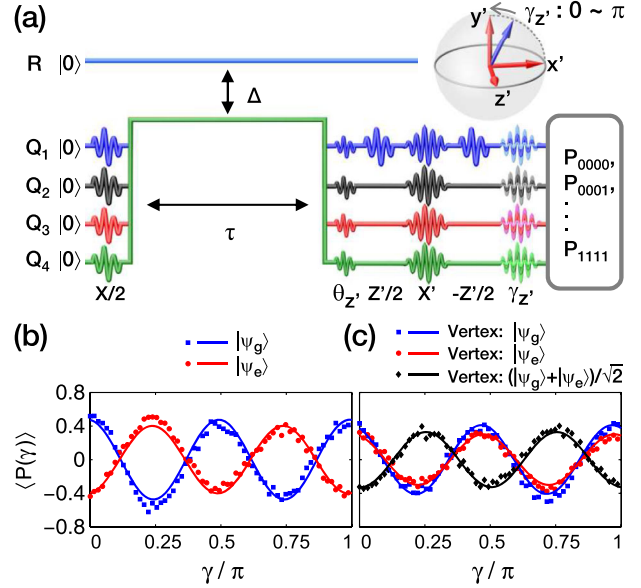 (a)
y' γz' : 0 ~ π
x'
z'
R |0⟩
Δ
Q1 |0⟩
Q2 |0⟩
Q3 |0⟩
Q4 |0⟩
τ
X/2 θz', Z'/2 X' -Z'/2 γz'
P0000,
P0001,
⋮
P1111
(b)
|ψg⟩
|ψe⟩
(c)
Vertex: |ψg⟩
Vertex: |ψe⟩
Vertex: (|ψg⟩+|ψe⟩)/√2
⟨P(γ)⟩
0.8
0.4
0
-0.4
-0.8
0 0.25 0.5 0.75 1
γ / π
0 0.25 0.5 0.75 1
γ / π